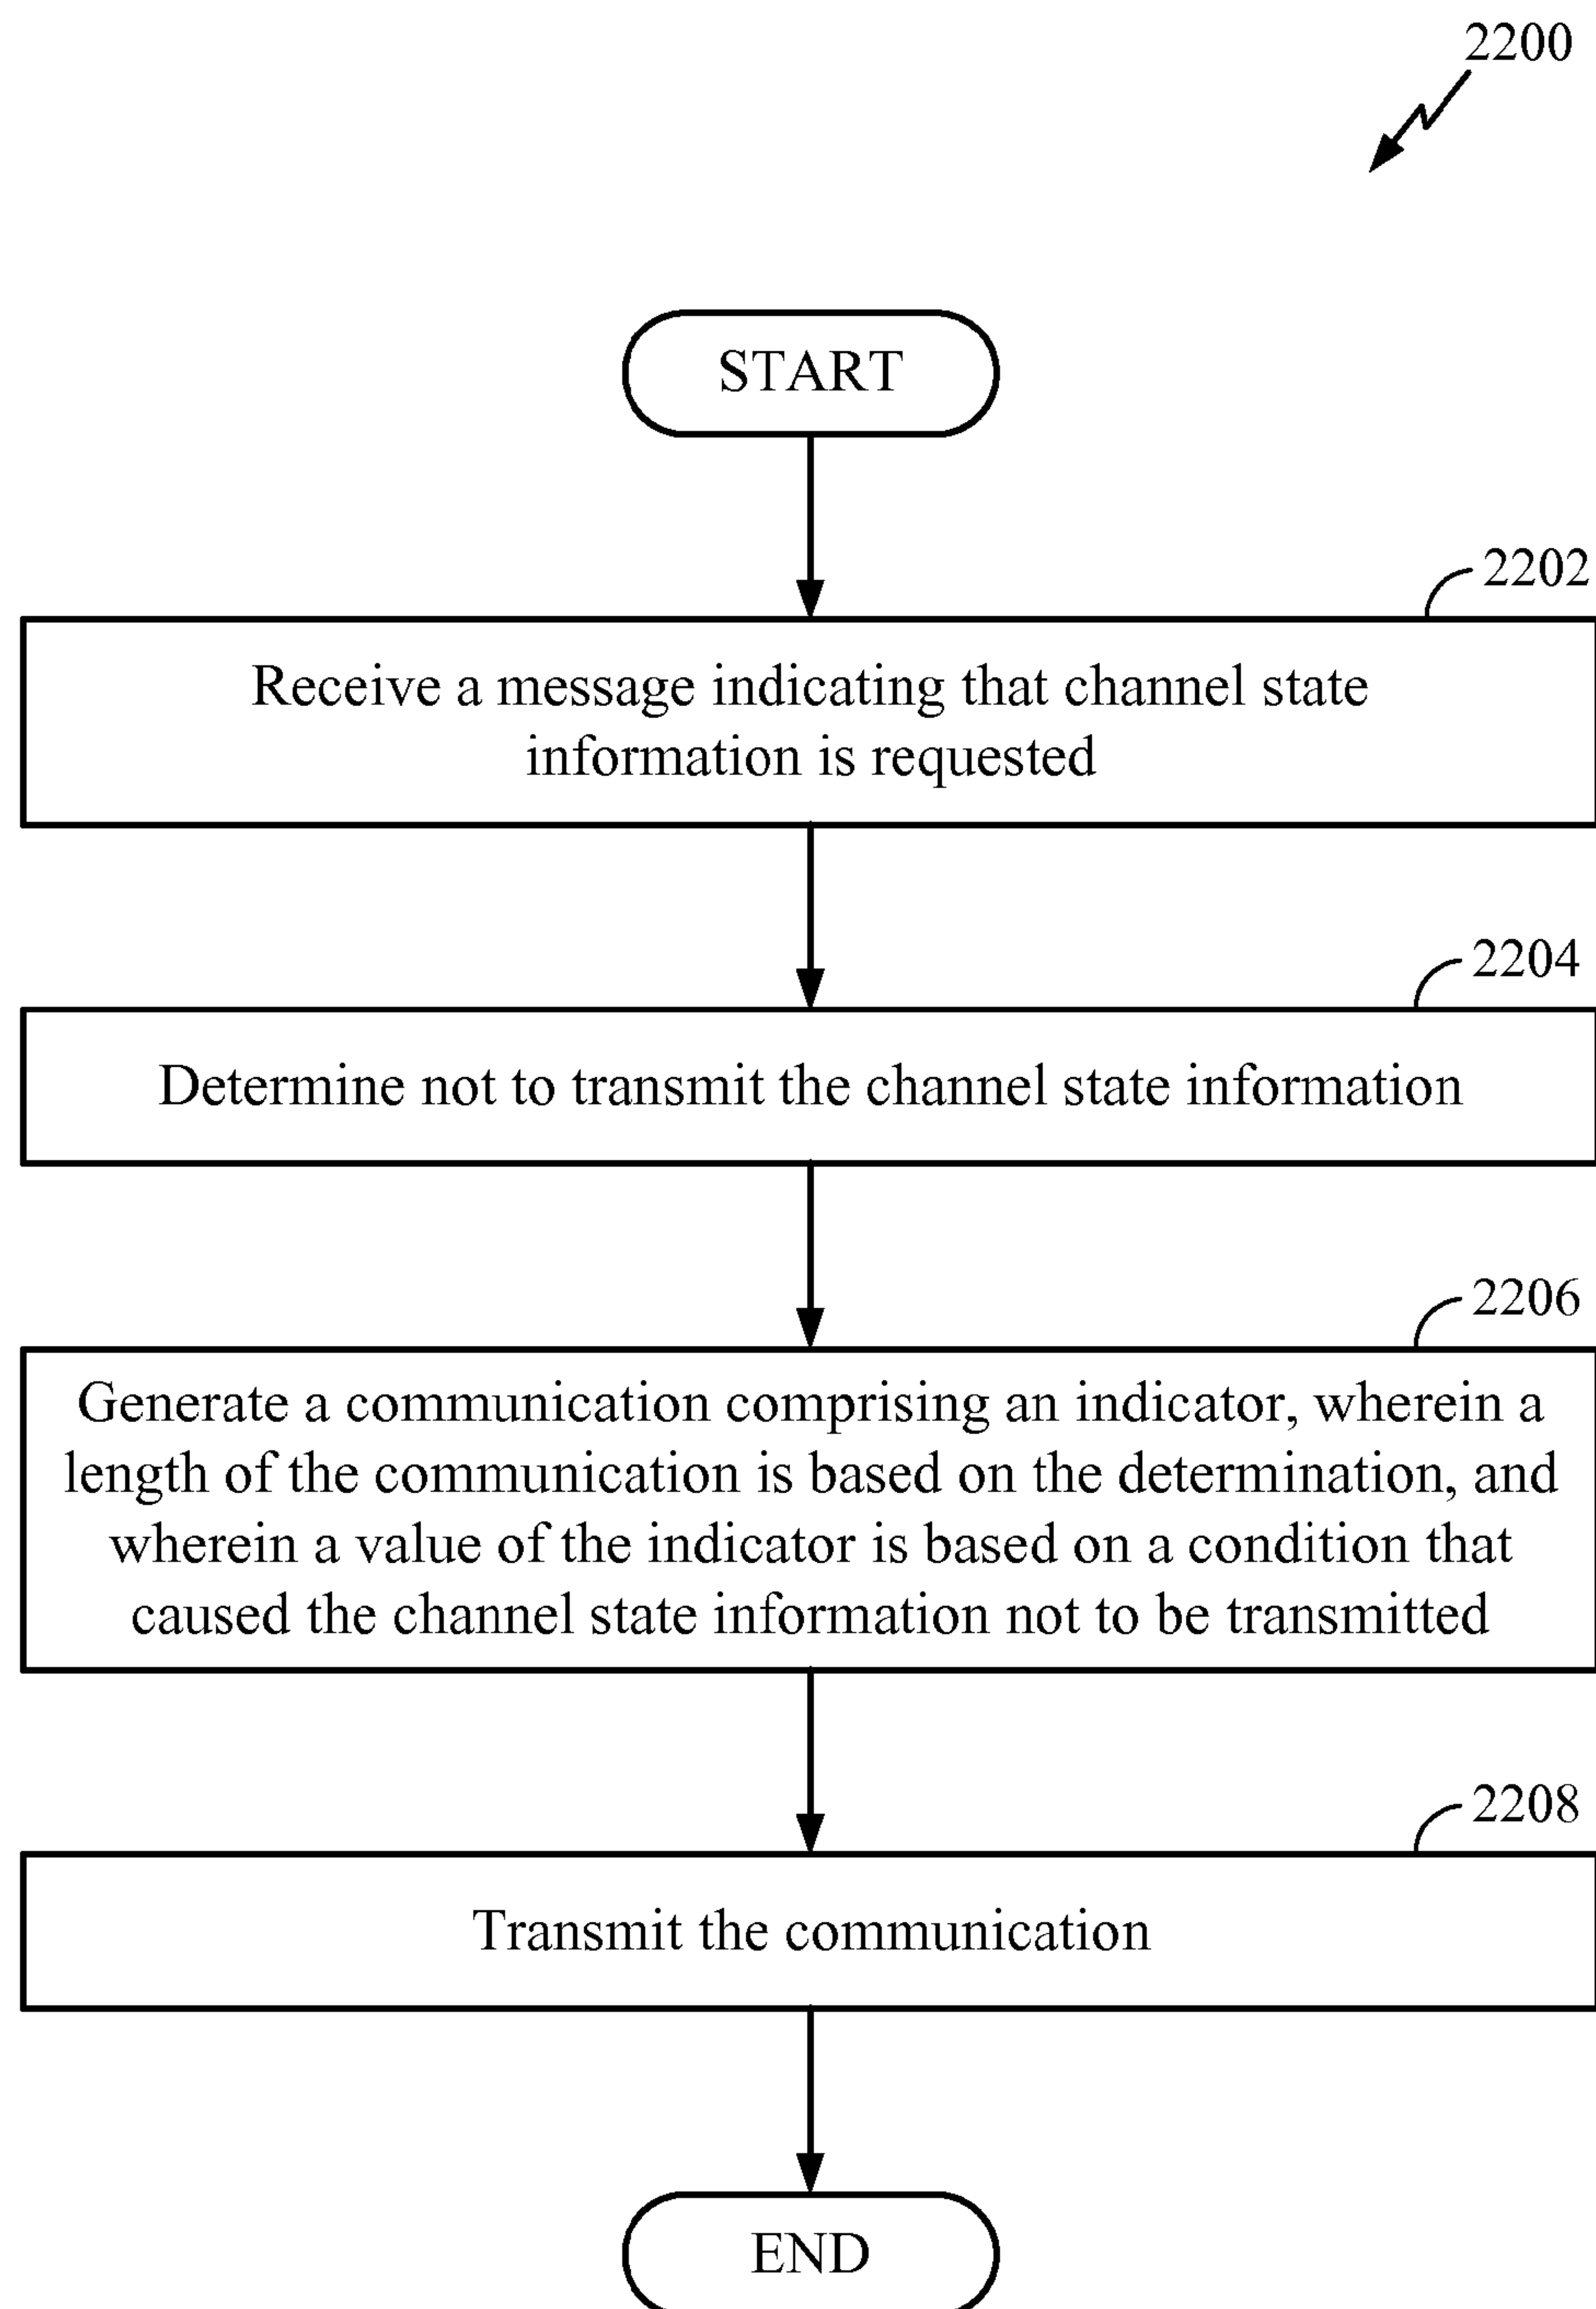 2200
START
2202
Receive a message indicating that channel state
information is requested
2204
Determine not to transmit the channel state information
2206
Generate a communication comprising an indicator, wherein a
length of the communication is based on the determination, and
wherein a value of the indicator is based on a condition that
caused the channel state information not to be transmitted
2208
Transmit the communication
END